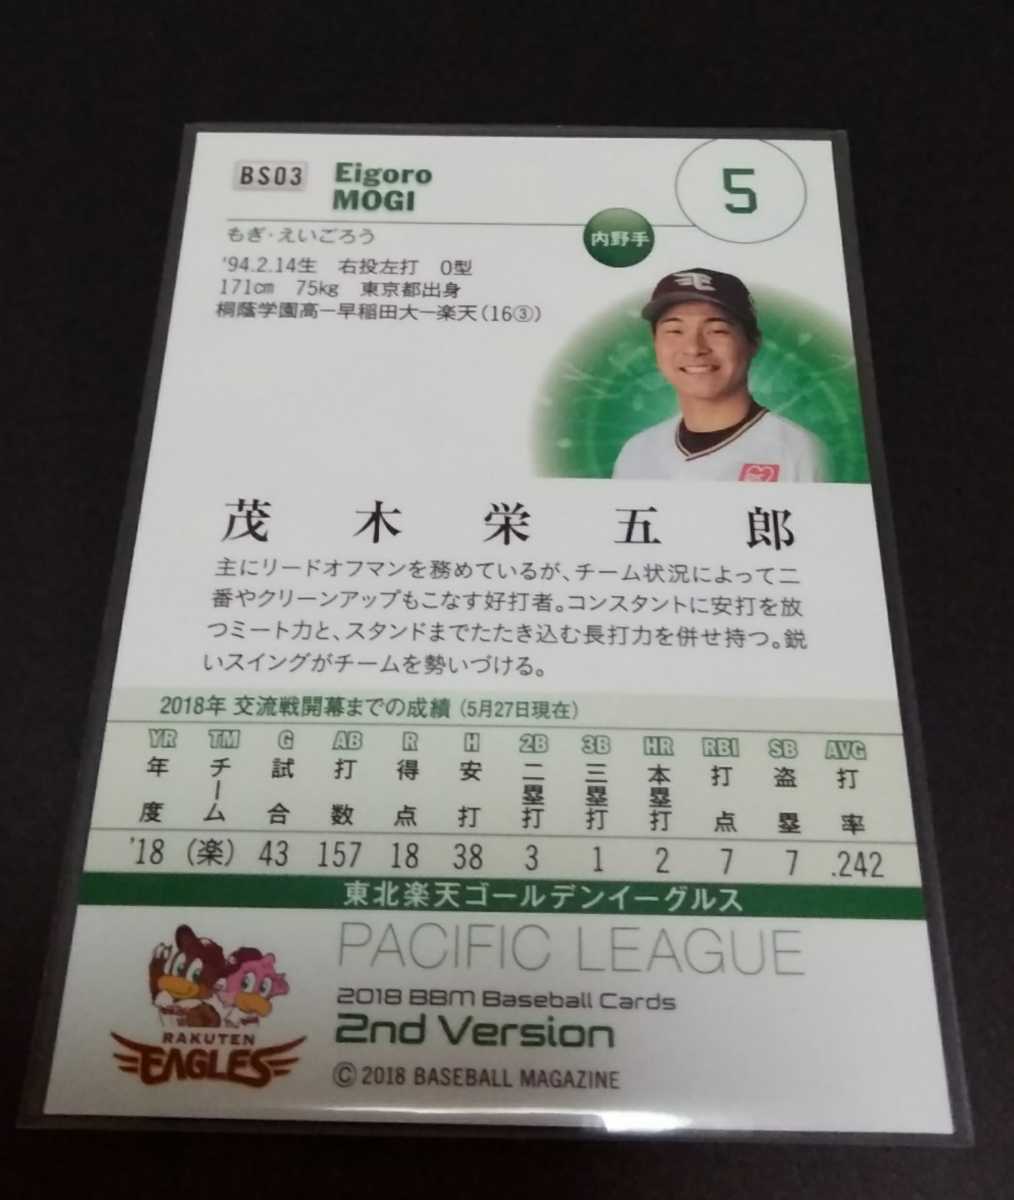 BS03
Eigoro
MOGI
5
もぎ・えいごろう
内野手
'94.2.14生 右投左打 O型
171cm 75kg 東京都出身
桐蔭学園高ー早稲田大ー楽天(16③)
茂木栄五郎
主にリードオフマンを務めているが、チーム状況によって二
番やクリーンアップもこなす好打者。コンスタントに安打を放
つミート力と、スタンドまでたたき込む長打力を併せ持つ。鋭
いスイングがチームを勢いづける。
2018年 交流戦開幕までの成績 (5月27日現在)
YR TM G AB R H 2B 3B HR RBI SB AVG
年度 チーム 試合 打数 得点 安打 二塁打 三塁打 本塁打 打点 盗塁 打率
'18 (楽) 43 157 18 38 3 1 2 7 7 .242
東北楽天ゴールデンイーグルス
PACIFIC LEAGUE
2018 BBM Baseball Cards
2nd Version
RAKUTEN
EAGLES
© 2018 BASEBALL MAGAZINE